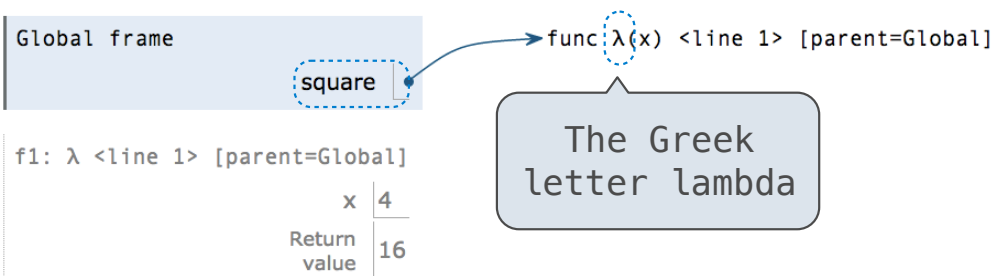 Global frame
func λ(x) <line 1> [parent=Global]
square
The Greek
letter lambda
f1: λ <line 1> [parent=Global]
x 4
Return
value 16